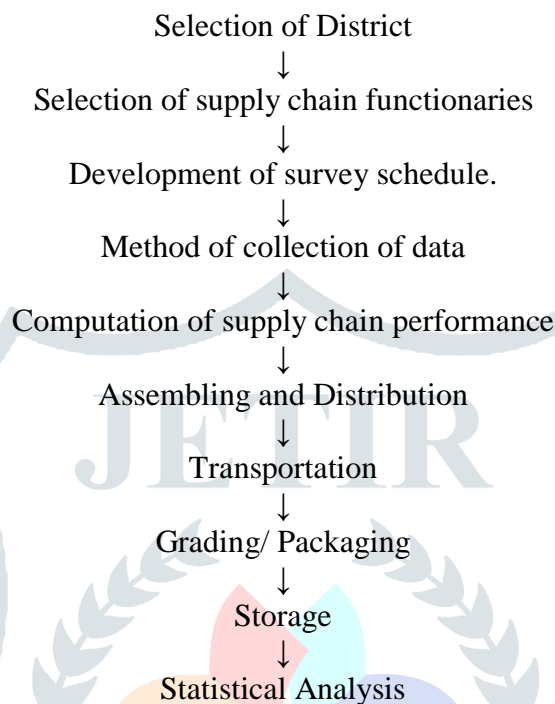 Selection of District
↓
Selection of supply chain functionaries
↓
Development of survey schedule.
↓
Method of collection of data
↓
Computation of supply chain performance
↓
Assembling and Distribution
↓
JETIR
Transportation
↓
Grading/ Packaging
↓
Storage
↓
Statistical Analysis